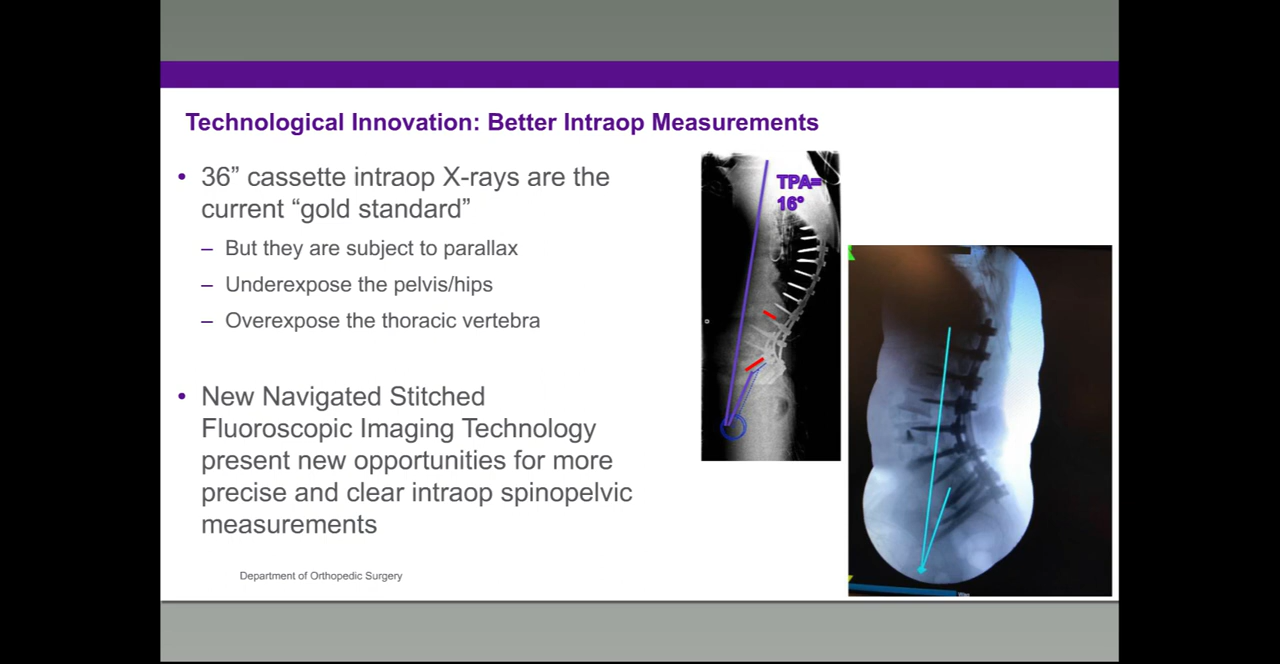 Technological Innovation: Better Intraop Measurements
• 36” cassette intraop X-rays are the
current “gold standard”
– But they are subject to parallax
– Underexpose the pelvis/hips
– Overexpose the thoracic vertebra
• New Navigated Stitched
Fluoroscopic Imaging Technology
present new opportunities for more
precise and clear intraop spinopelvic
measurements
TPA=
16°
Department of Orthopedic Surgery